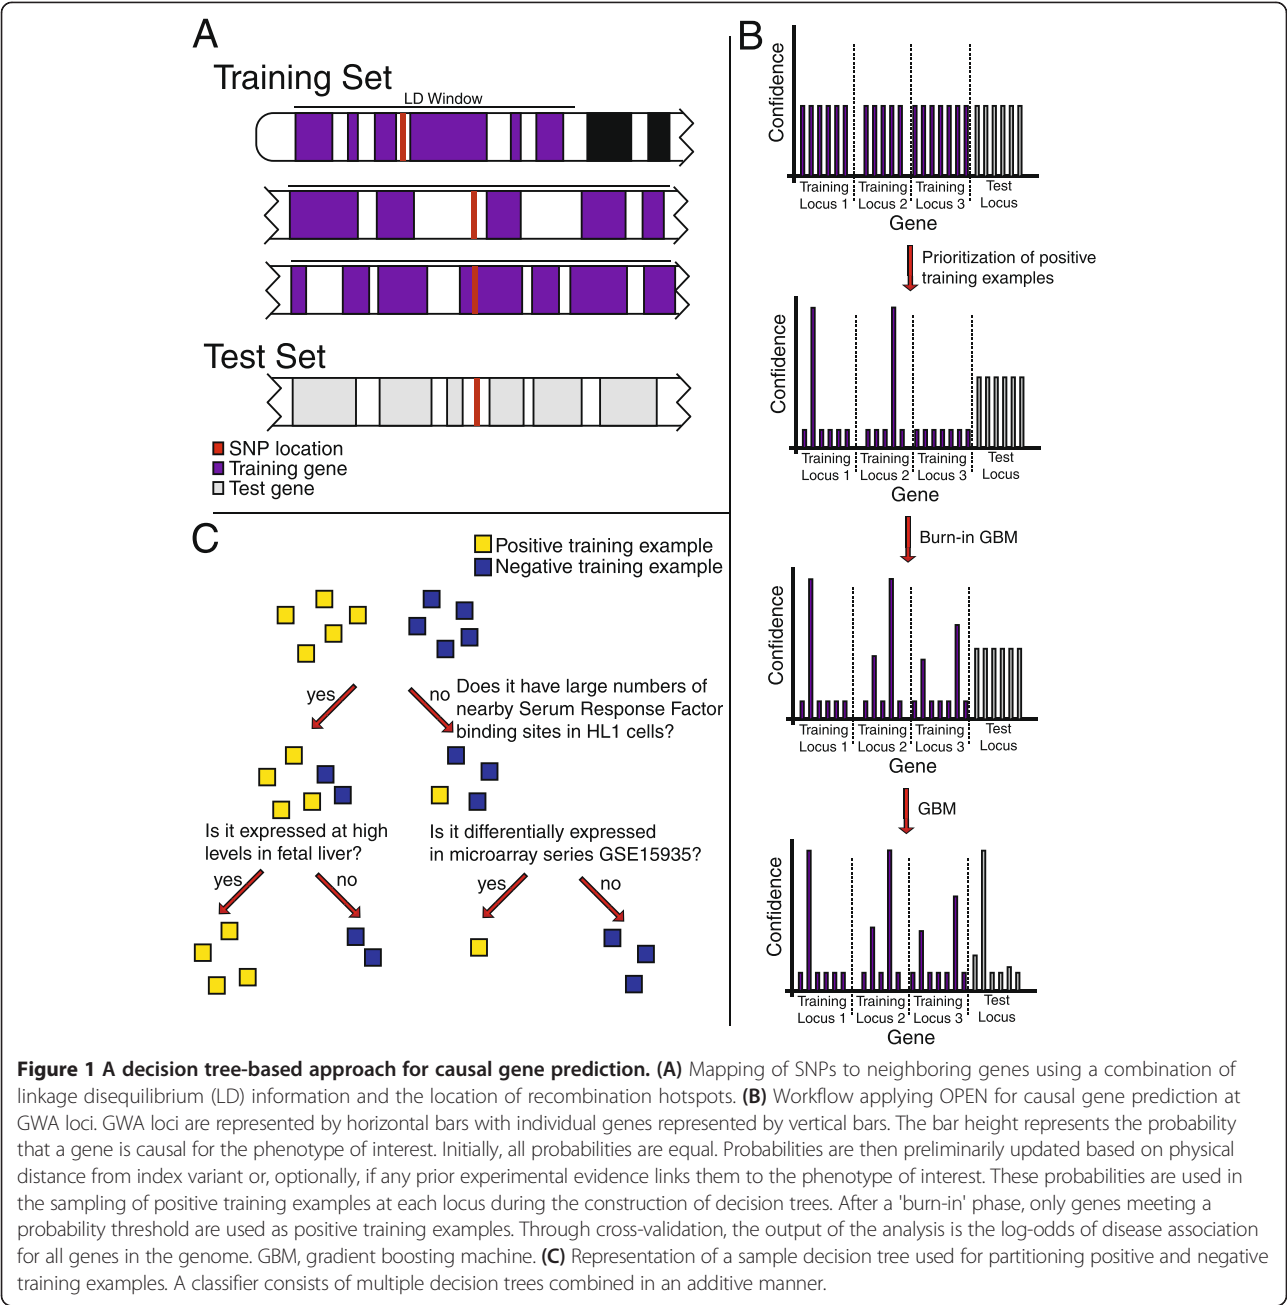 A
Training Set
LD Window
Test Set
SNP location
Training gene
Test gene
B
Confidence
Training Locus 1
Training Locus 2
Training Locus 3
Test Locus
Gene
Prioritization of positive
training examples
Confidence
Training Locus 1
Training Locus 2
Training Locus 3
Test Locus
Gene
Burn-in GBM
Confidence
Training Locus 1
Training Locus 2
Training Locus 3
Test Locus
Gene
GBM
Confidence
Training Locus 1
Training Locus 2
Training Locus 3
Test Locus
Gene
C
Positive training example
Negative training example
yes
no
Does it have large numbers of
nearby Serum Response Factor
binding sites in HL1 cells?
Is it expressed at high
levels in fetal liver?
yes
no
Is it differentially expressed
in microarray series GSE15935?
yes
no
Figure 1 A decision tree-based approach for causal gene prediction. (A) Mapping of SNPs to neighboring genes using a combination of
linkage disequilibrium (LD) information and the location of recombination hotspots. (B) Workflow applying OPEN for causal gene prediction at
GWA loci. GWA loci are represented by horizontal bars with individual genes represented by vertical bars. The bar height represents the probability
that a gene is causal for the phenotype of interest. Initially, all probabilities are equal. Probabilities are then preliminarily updated based on physical
distance from index variant or, optionally, if any prior experimental evidence links them to the phenotype of interest. These probabilities are used in
the sampling of positive training examples at each locus during the construction of decision trees. After a 'burn-in' phase, only genes meeting a
probability threshold are used as positive training examples. Through cross-validation, the output of the analysis is the log-odds of disease association
for all genes in the genome. GBM, gradient boosting machine. (C) Representation of a sample decision tree used for partitioning positive and negative
training examples. A classifier consists of multiple decision trees combined in an additive manner.